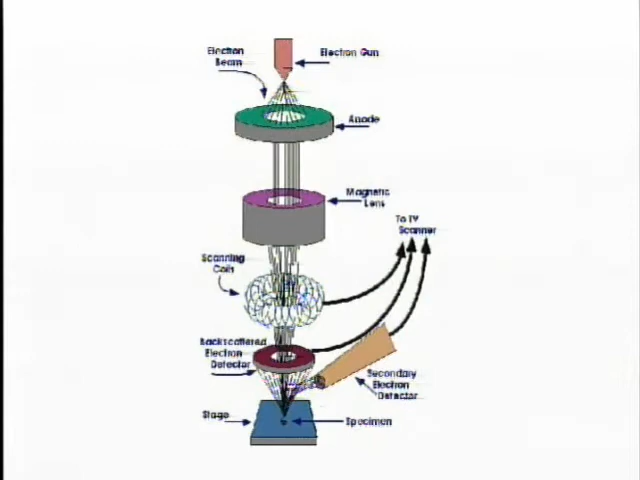 Electron
Beam
Electron Gun
Anode
Magnetic
Lens
To TV
Scanner
Scanning
Coils
Backscattered
Electron
Detector
Secondary
Electron
Detector
Stage
Specimen